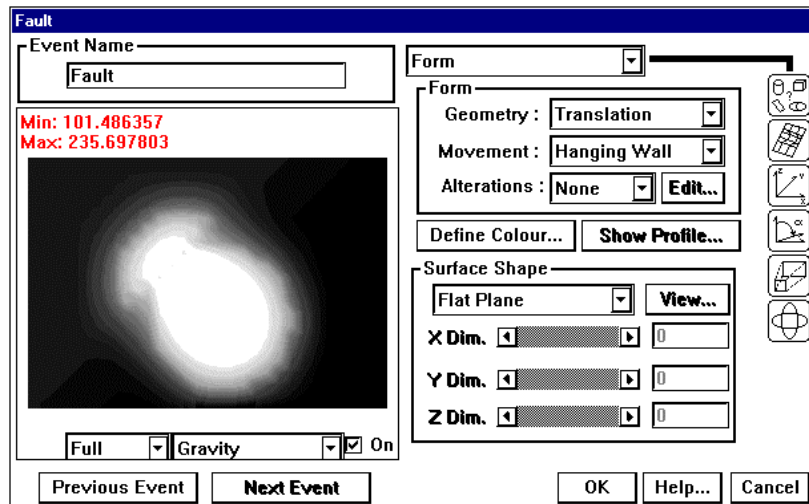 Fault
Event Name
Fault
Min: 101.486357
Max: 235.697803
Full
Gravity
On
Previous Event
Next Event
Form
Form
Geometry :
Translation
Movement :
Hanging Wall
Alterations :
None
Edit...
Define Colour...
Show Profile...
Surface Shape
Flat Plane
View...
X Dim.
0
Y Dim.
0
Z Dim.
0
OK
Help...
Cancel
?
Z
Y
X
α